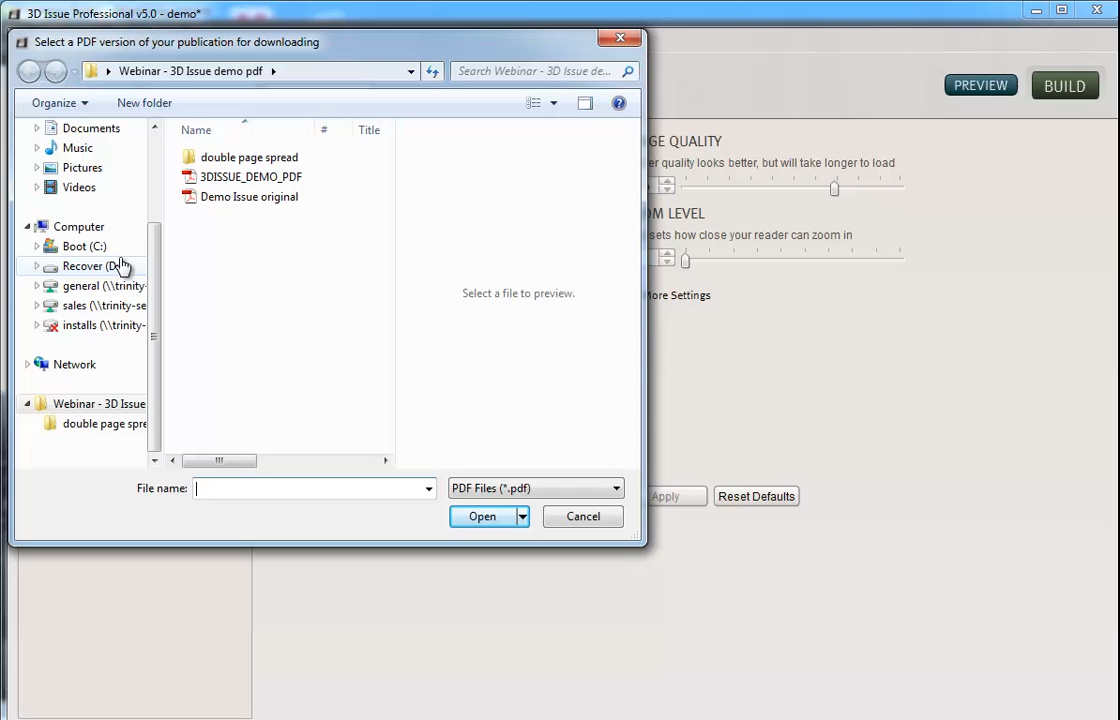 3D Issue Professional v5.0 - demo*
Select a PDF version of your publication for downloading
Webinar - 3D Issue demo pdf
Search Webinar - 3D Issue de...
Organize
New folder
PREVIEW
BUILD
Documents
Music
Pictures
Videos
Computer
Boot (C:)
Recover (D
general (\\trinity-
sales (\\trinity-se
installs (\\trinity-
Network
Webinar - 3D Issue
double page spre
Name
#
Title
double page spread
3DISSUE_DEMO_PDF
Demo Issue original
Select a file to preview.
File name:
PDF Files (*.pdf)
Open
Cancel
GE QUALITY
er quality looks better, but will take longer to load
OM LEVEL
sets how close your reader can zoom in
More Settings
Apply
Reset Defaults